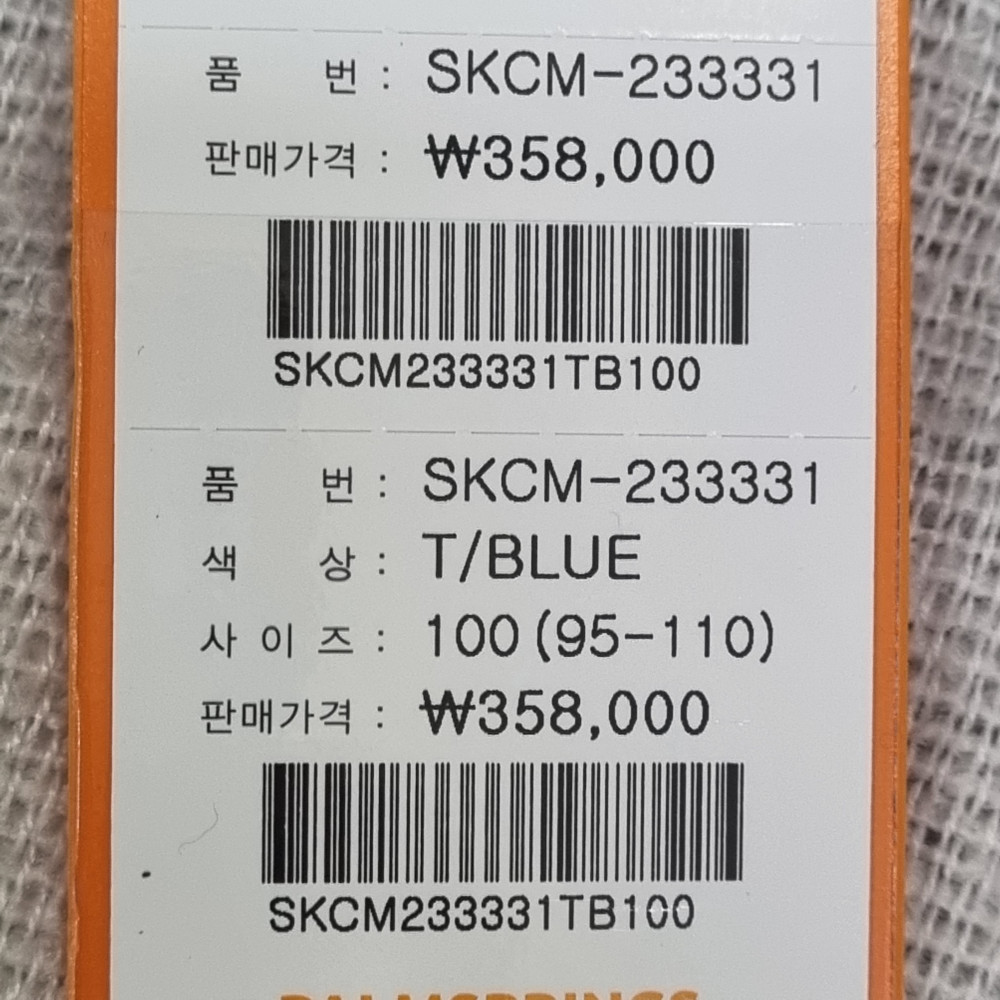 품 번 : SKCM-233331
판매가격 : ₩358,000
SKCM233331TB100
품 번 : SKCM-233331
색 상 : T/BLUE
사 이 즈 : 100(95-110)
판매가격 : ₩358,000
SKCM233331TB100
PALMSPRINGS